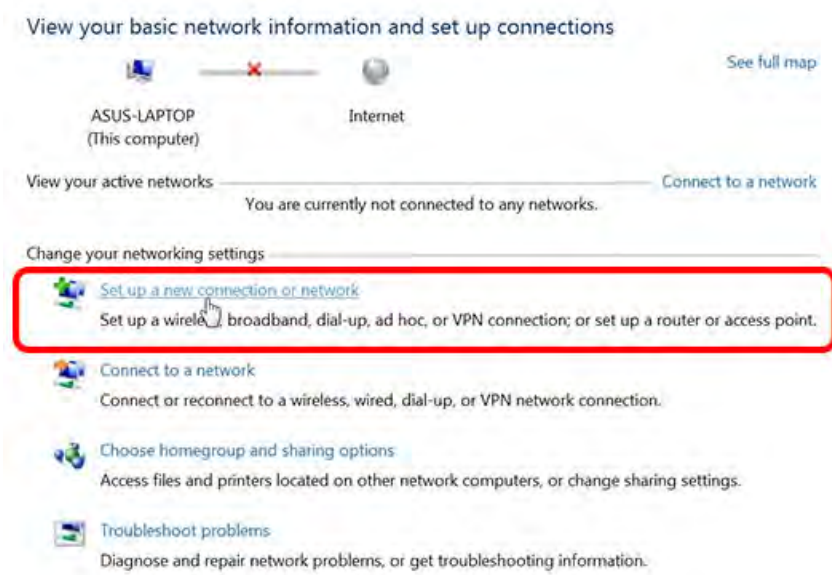 View your basic network information and set up connections
See full map
ASUS-LAPTOP
(This computer)
Internet
View your active networks
Connect to a network
You are currently not connected to any networks.
Change your networking settings
Set up a new connection or network
Set up a wirele broadband, dial-up, ad hoc, or VPN connection; or set up a router or access point.
Connect to a network
Connect or reconnect to a wireless, wired, dial-up, or VPN network connection.
Choose homegroup and sharing options
Access files and printers located on other network computers, or change sharing settings.
Troubleshoot problems
Diagnose and repair network problems, or get troubleshooting information.